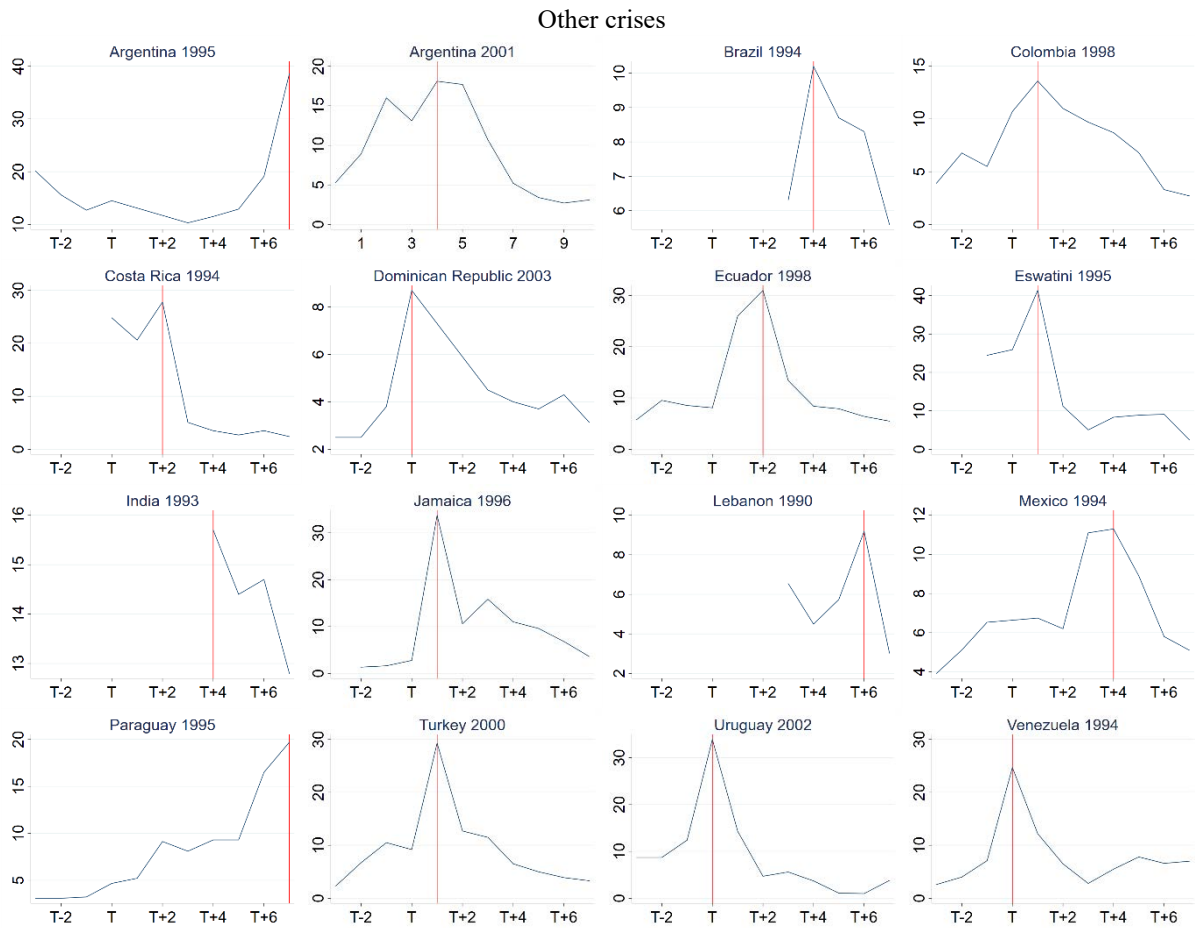 Other crises
Argentina 1995
Argentina 2001
Brazil 1994
Colombia 1998
40
30
20
10
T-2 T T+2 T+4 T+6
20
15
10
5
0
1 3 5 7 9
10
9
8
7
6
T-2 T T+2 T+4 T+6
15
10
5
0
T-2 T T+2 T+4 T+6
Costa Rica 1994
Dominican Republic 2003
Ecuador 1998
Eswatini 1995
30
20
10
0
T-2 T T+2 T+4 T+6
8
6
4
2
T-2 T T+2 T+4 T+6
30
20
10
0
T-2 T T+2 T+4 T+6
40
30
20
10
0
T-2 T T+2 T+4 T+6
India 1993
Jamaica 1996
Lebanon 1990
Mexico 1994
16
15
14
13
T-2 T T+2 T+4 T+6
30
20
10
0
T-2 T T+2 T+4 T+6
10
8
6
4
2
T-2 T T+2 T+4 T+6
12
10
8
6
4
T-2 T T+2 T+4 T+6
Paraguay 1995
Turkey 2000
Uruguay 2002
Venezuela 1994
20
15
10
5
T-2 T T+2 T+4 T+6
30
20
10
0
T-2 T T+2 T+4 T+6
30
20
10
0
T-2 T T+2 T+4 T+6
30
20
10
0
T-2 T T+2 T+4 T+6